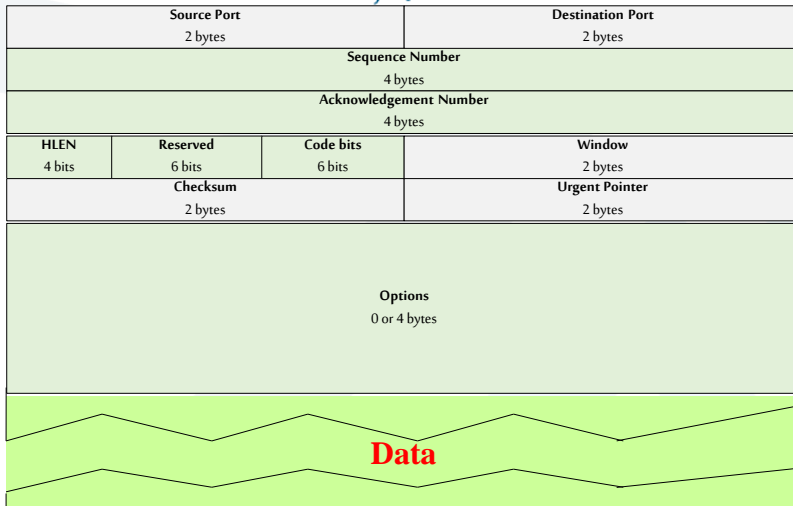 Source Port Destination Port
2 bytes 2 bytes
Sequence Number
4 bytes
Acknowledgement Number
4 bytes
HLEN Reserved Code bits Window
4 bits 6 bits 6 bits 2 bytes
Checksum Urgent Pointer
2 bytes 2 bytes
Options
0 or 4 bytes
Data